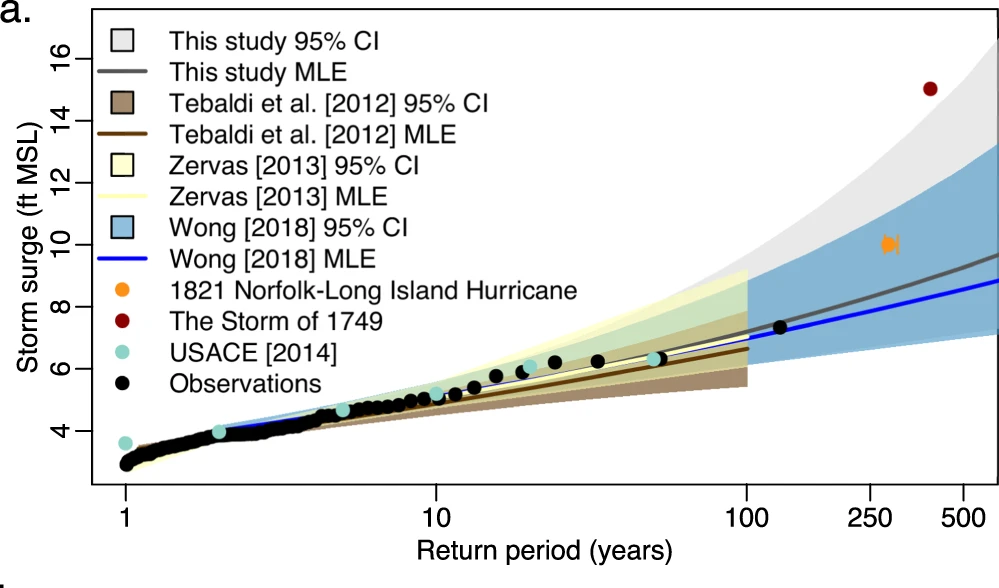 a.
This study 95% CI
This study MLE
Tebaldi et al. [2012] 95% CI
Tebaldi et al. [2012] MLE
Zervas [2013] 95% CI
Zervas [2013] MLE
Wong [2018] 95% CI
Wong [2018] MLE
1821 Norfolk-Long Island Hurricane
The Storm of 1749
USACE [2014]
Observations
Storm surge (ft MSL)
16
14
12
10
8
6
4
1 10 100 250 500
Return period (years)